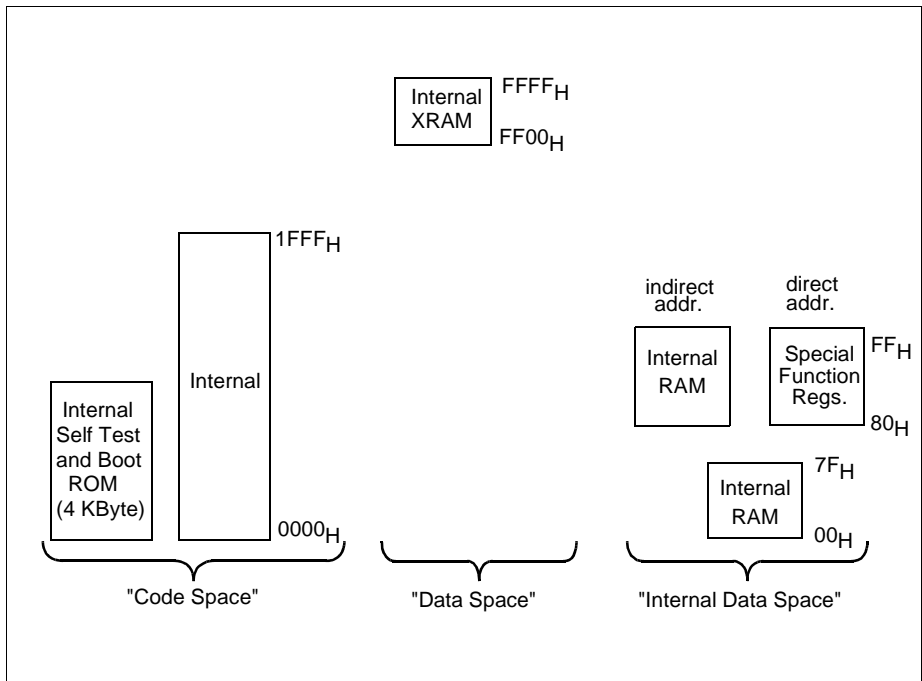 Internal
XRAM
FFFFH
FF00H
1FFFH
Internal
0000H
Internal
Self Test
and Boot
ROM
(4 KByte)
indirect
addr.
direct
addr.
Internal
RAM
Special
Function
Regs.
FFH
80H
Internal
RAM
7FH
00H
"Code Space"
"Data Space"
"Internal Data Space"